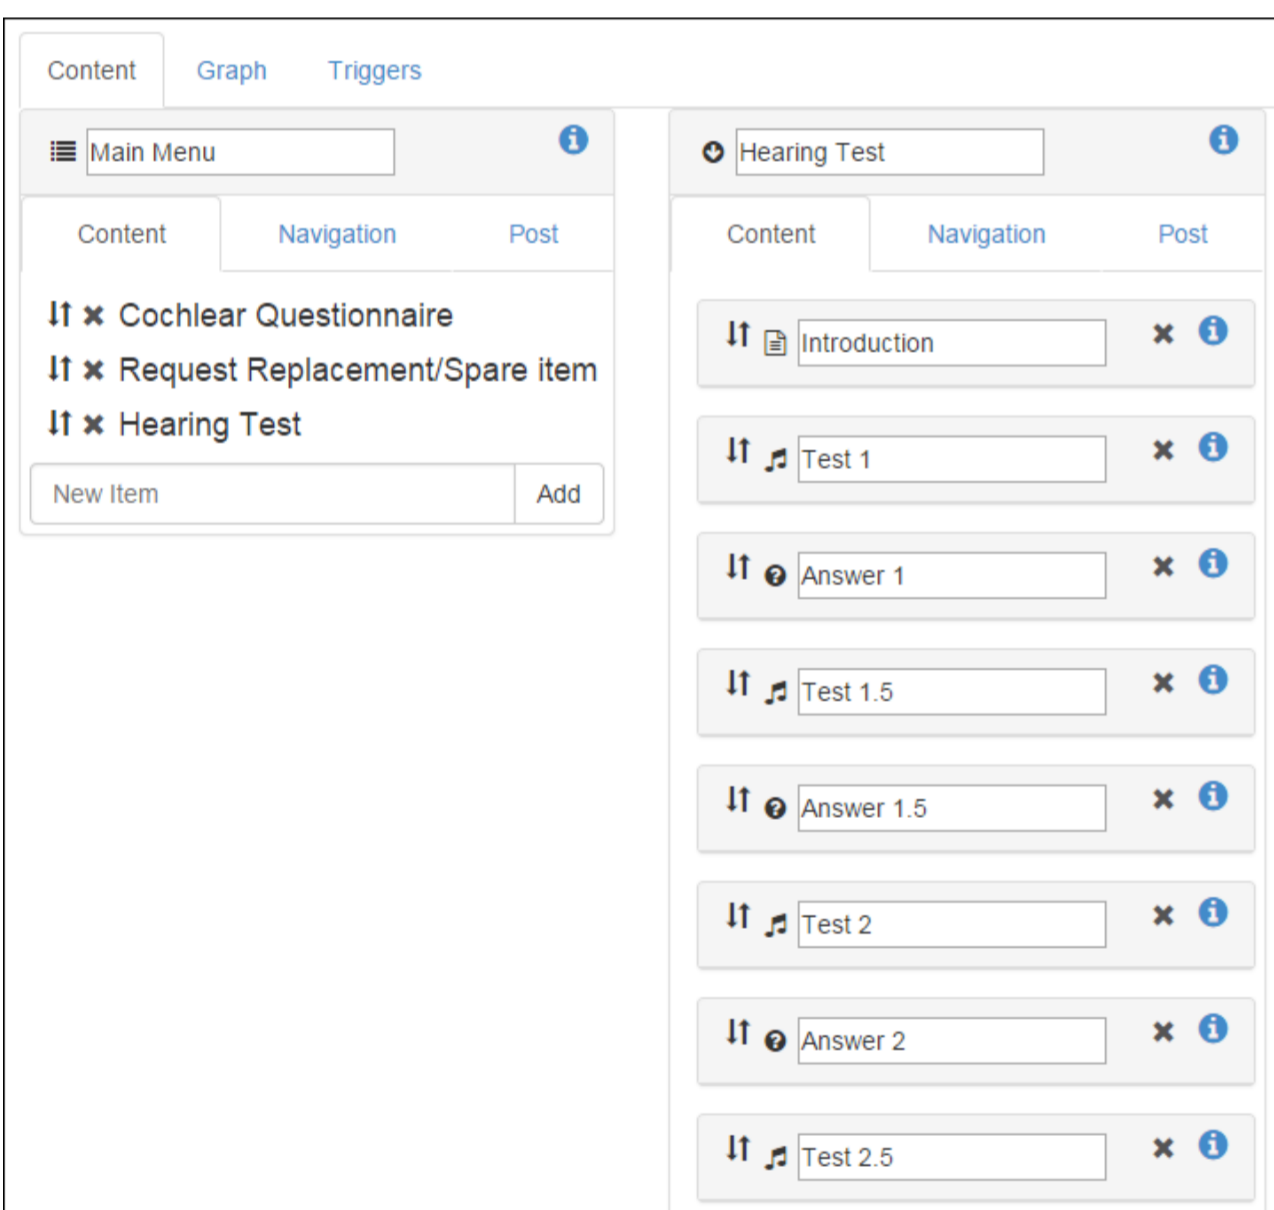 Content Graph Triggers
Main Menu
Content Navigation Post
Cochlear Questionnaire
Request Replacement/Spare item
Hearing Test
New Item Add
Hearing Test
Content Navigation Post
Introduction
Test 1
Answer 1
Test 1.5
Answer 1.5
Test 2
Answer 2
Test 2.5